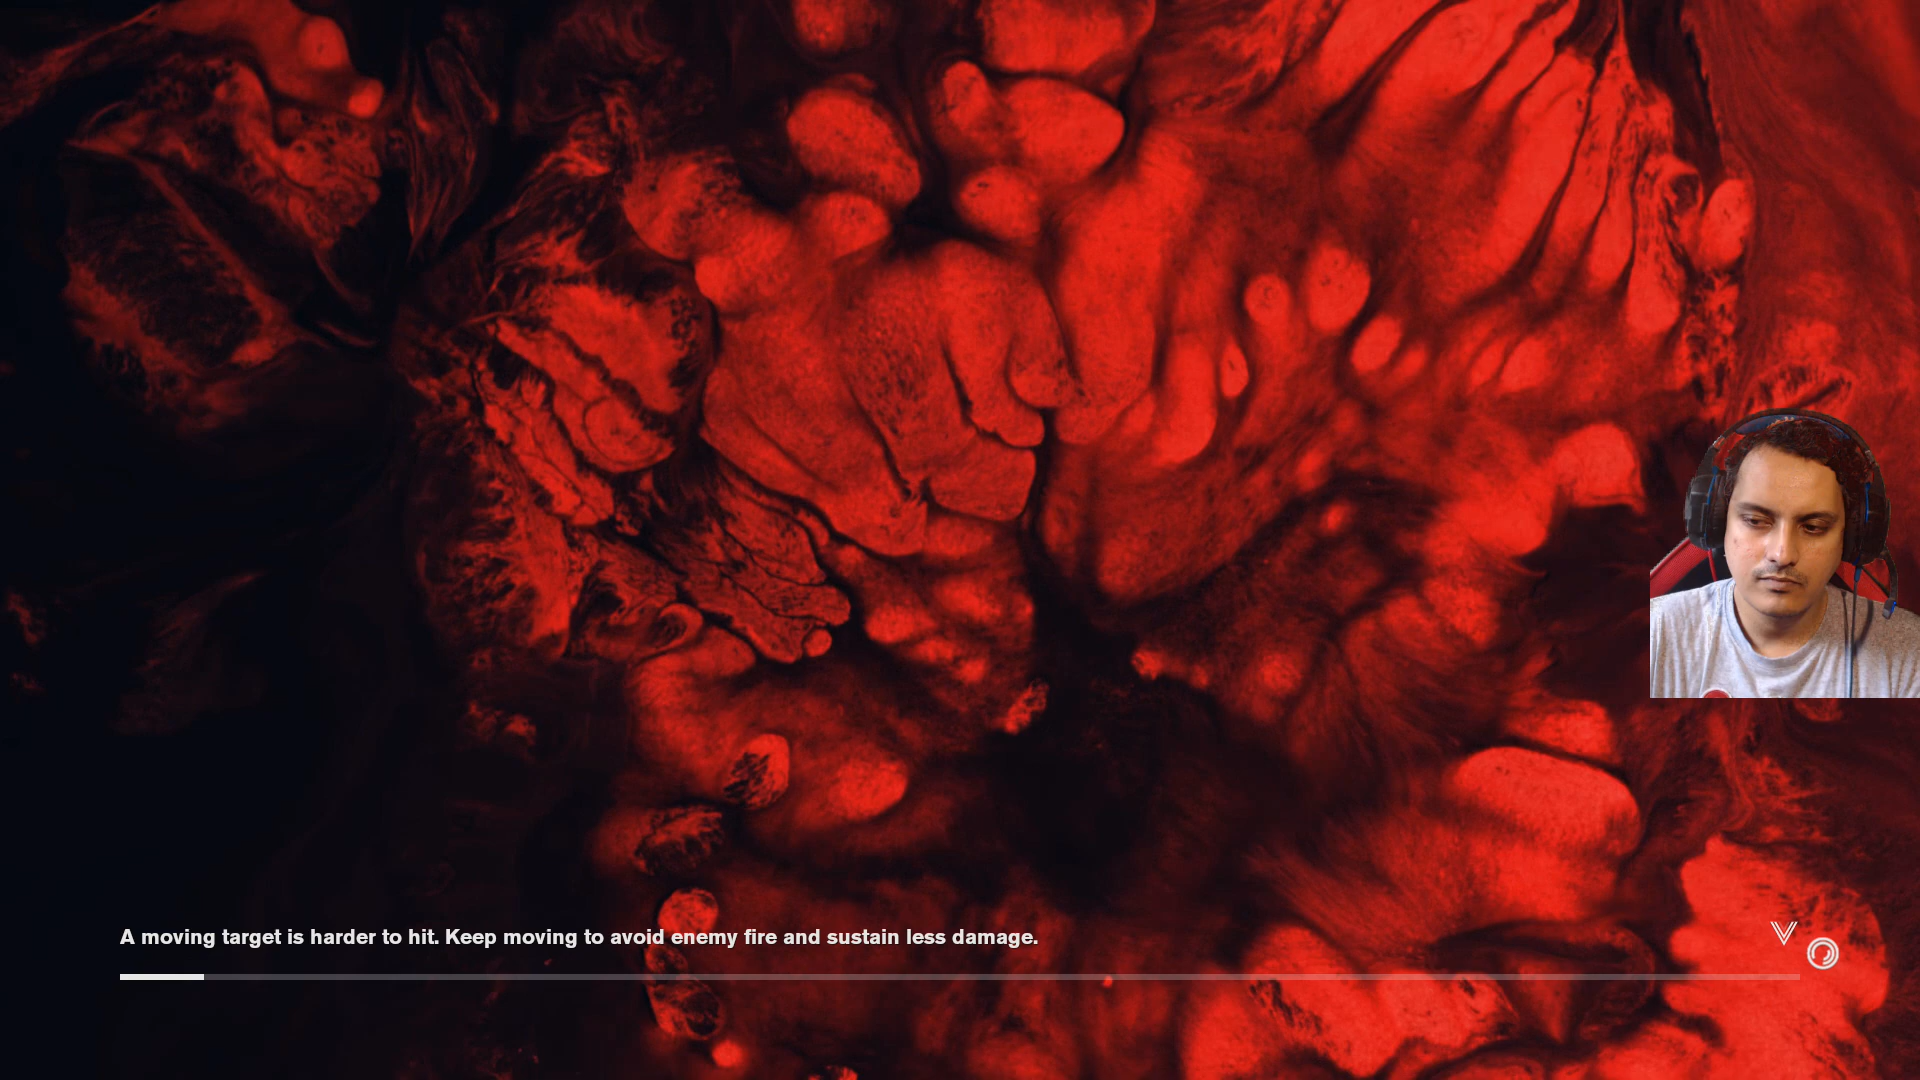 A moving target is harder to hit. Keep moving to avoid enemy fire and sustain less damage.